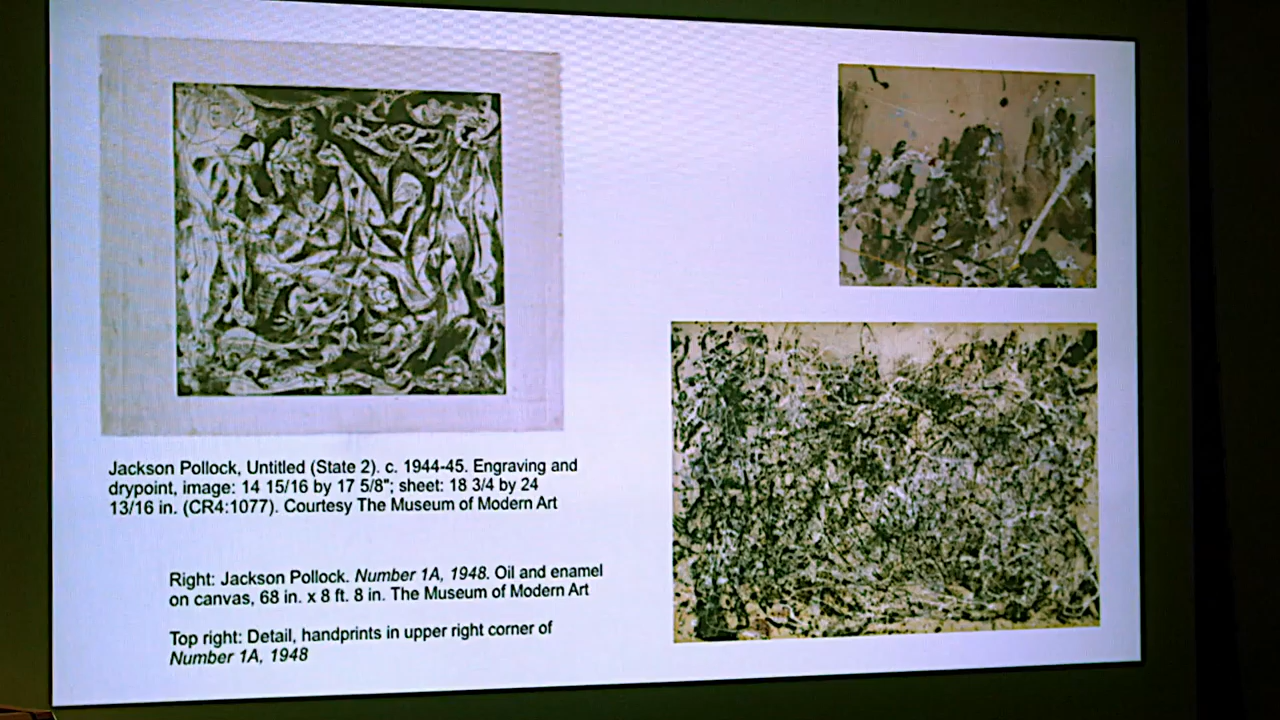 Jackson Pollock, Untitled (State 2). c. 1944-45. Engraving and
drypoint, image: 14 15/16 by 17 5/8"; sheet: 18 3/4 by 24
13/16 in. (CR4:1077). Courtesy The Museum of Modern Art
Right: Jackson Pollock. Number 1A, 1948. Oil and enamel
on canvas, 68 in. x 8 ft. 8 in. The Museum of Modern Art
Top right: Detail, handprints in upper right corner of
Number 1A, 1948